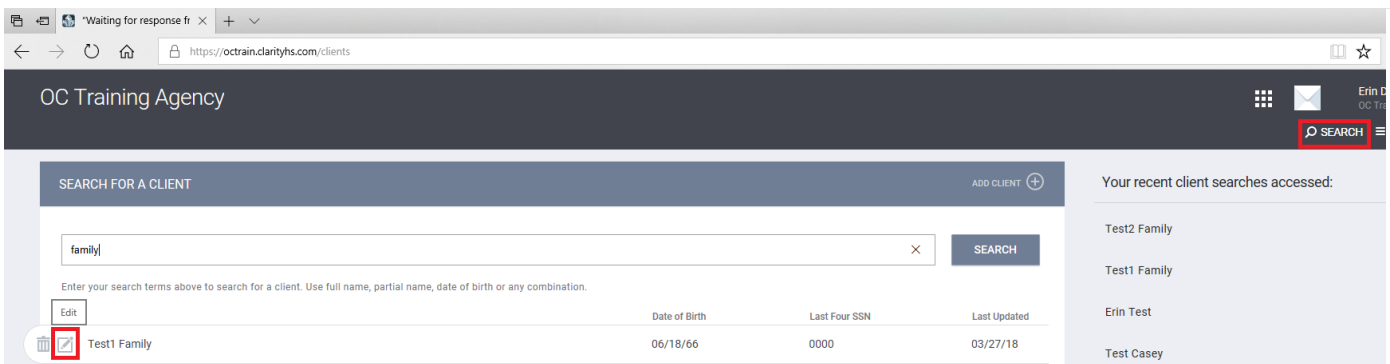 "Waiting for response fr
https://octrain.clarityhs.com/clients
OC Training Agency
Erin D
OC Tra
SEARCH
SEARCH FOR A CLIENT
ADD CLIENT
Your recent client searches accessed:
family
SEARCH
Test2 Family
Enter your search terms above to search for a client. Use full name, partial name, date of birth or any combination.
Test1 Family
Edit
Date of Birth Last Four SSN Last Updated
Erin Test
Test1 Family 06/18/66 0000 03/27/18
Test Casey